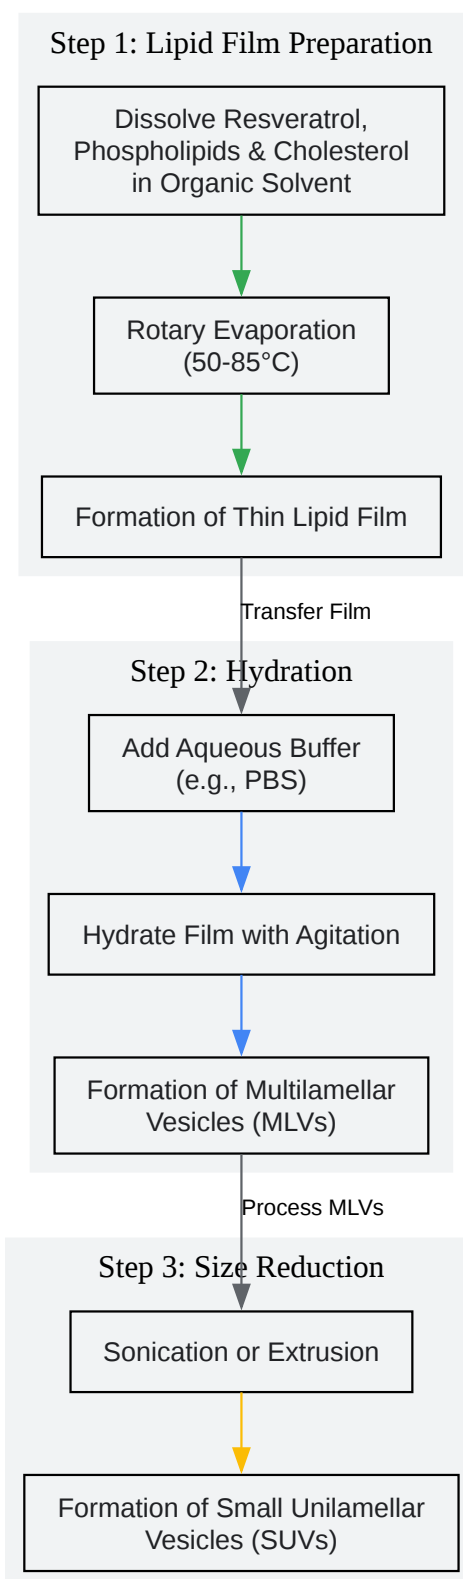 Step 1: Lipid Film Preparation
Dissolve Resveratrol,
Phospholipids & Cholesterol
in Organic Solvent
Rotary Evaporation
(50-85°C)
Formation of Thin Lipid Film
Transfer Film
Step 2: Hydration
Add Aqueous Buffer
(e.g., PBS)
Hydrate Film with Agitation
Formation of Multilamellar
Vesicles (MLVs)
Process MLVs
Step 3: Size Reduction
Sonication or Extrusion
Formation of Small Unilamellar
Vesicles (SUVs)